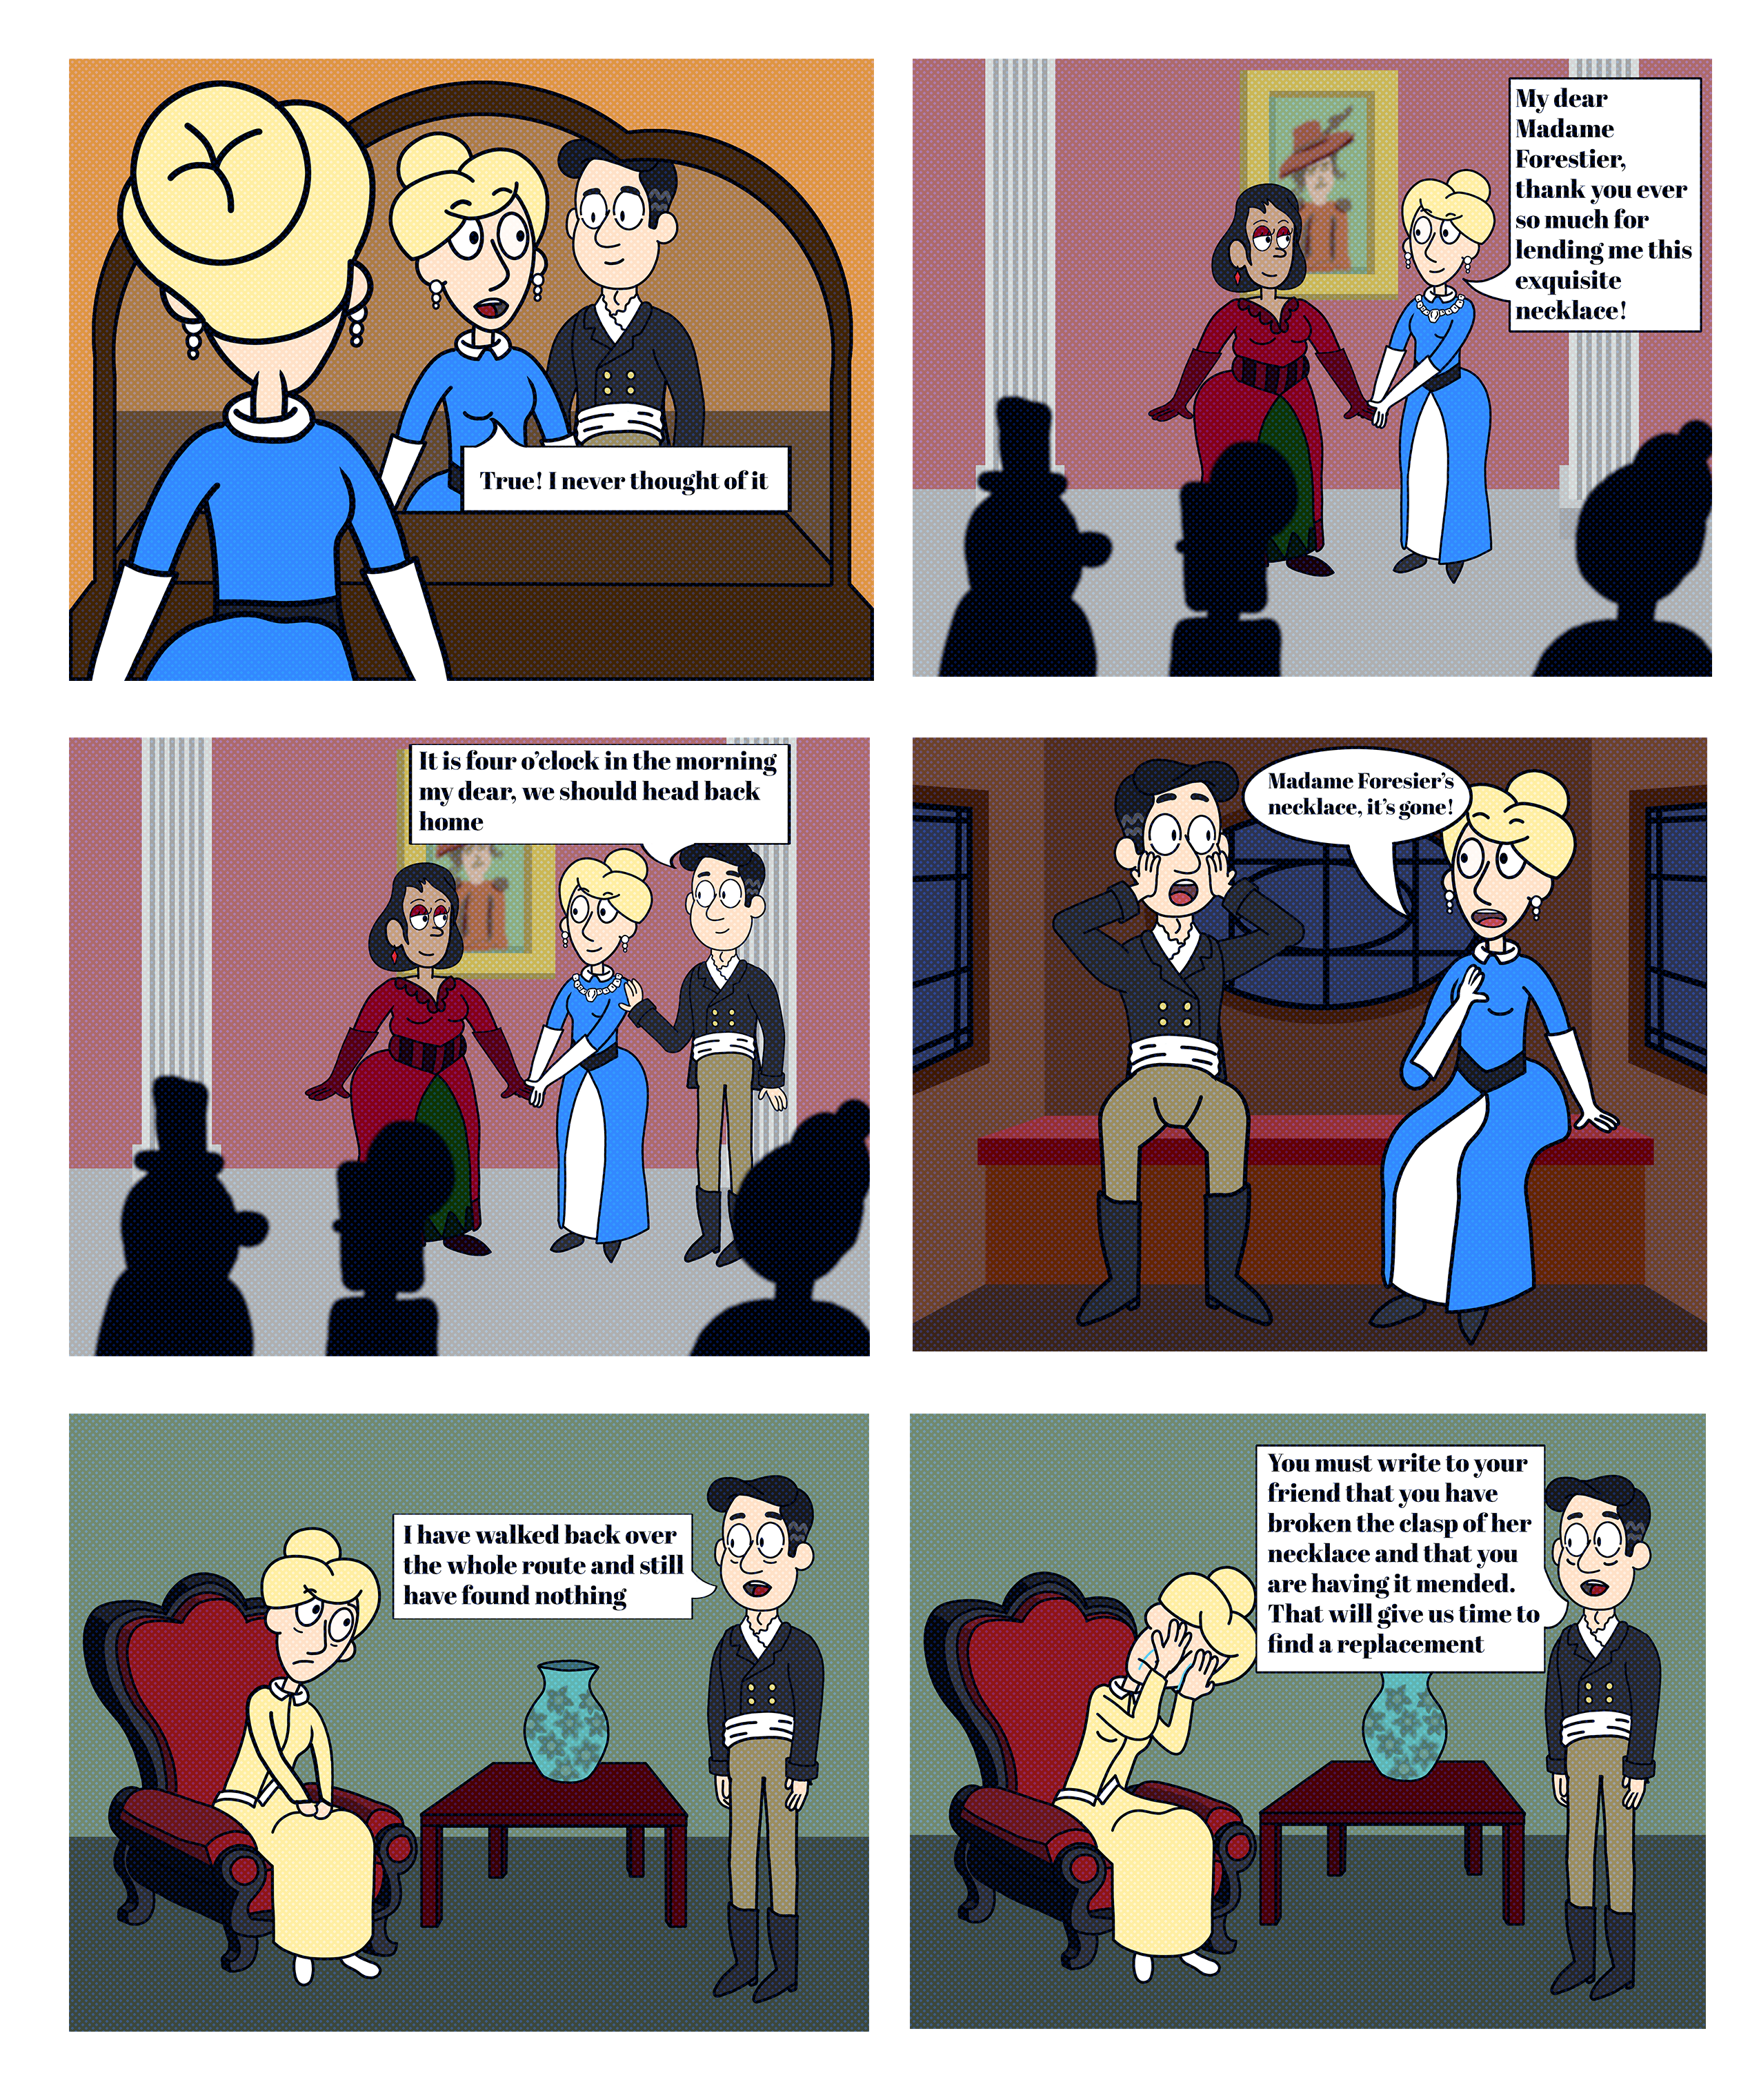 True! I never thought of it
My dear
Madame
Forestier,
thank you ever
so much for
lending me this
exquisite
necklace!
It is four o’clock in the morning
my dear, we should head back
home
Madame Foresier’s
necklace, it’s gone!
I have walked back over
the whole route and still
have found nothing
You must write to your
friend that you have
broken the clasp of her
necklace and that you
are having it mended.
That will give us time to
find a replacement